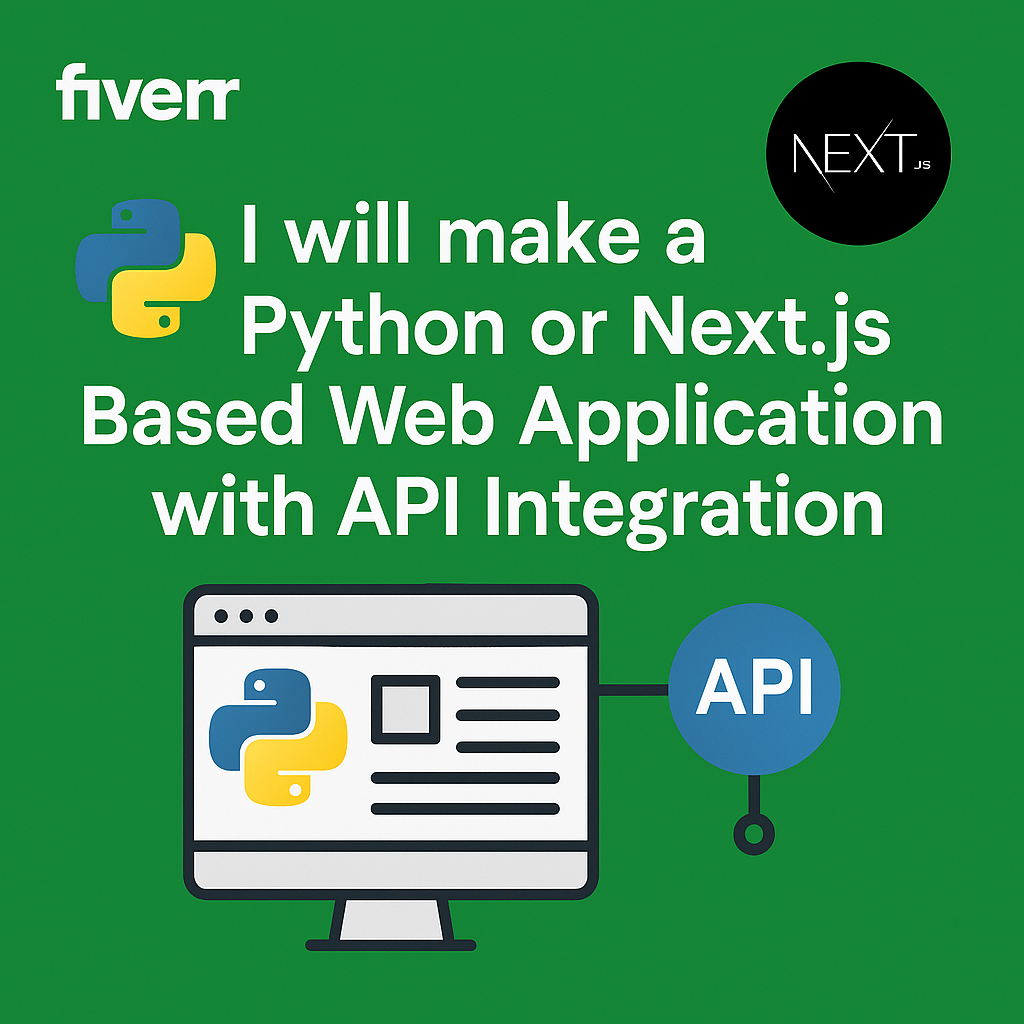 fiverr
NEXT.JS
I will make a
Python or Next.js
Based Web Application
with API Integration
API